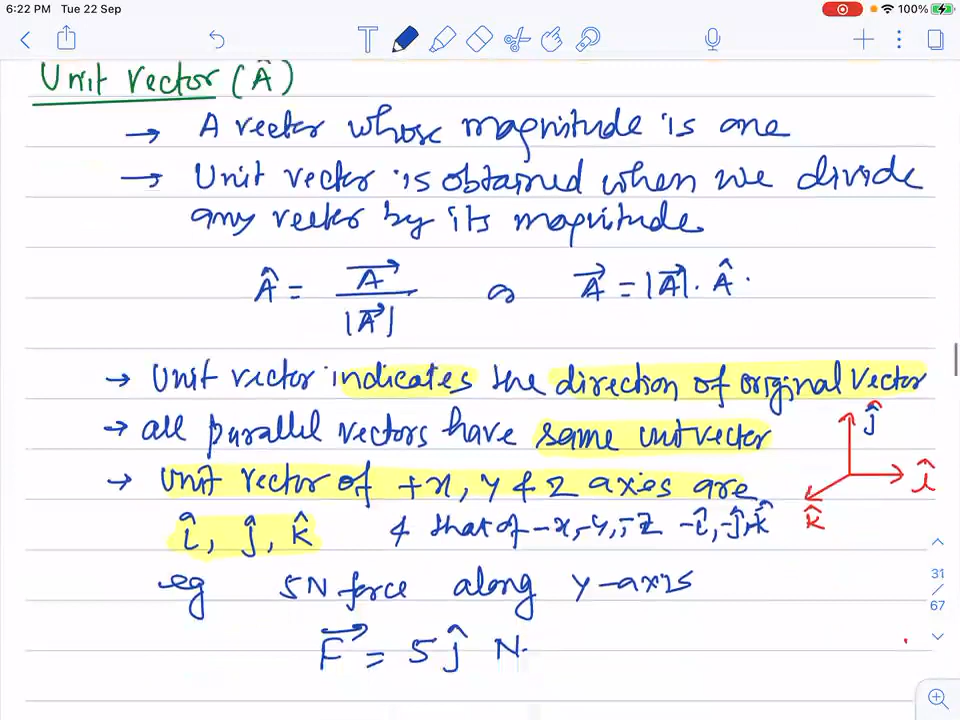 6:22 PM Tue 22 Sep 100%
Unit Vector (Â)
→ A vector whose magnitude is one
→ Unit vector is obtained when we divide
any vector by its magnitude.
Â = A⃗ / |A⃗| or A⃗ = |A⃗| . Â .
→ Unit vector indicates the direction of original Vector
→ all parallel vectors have same unit vector
ĵ
î
k̂
→ Unit vector of +x, y & z axis are
î, ĵ, k̂ & that of -x, -y, -z -î, -ĵ, -k̂
eg 5N force along y-axis
F⃗ = 5 ĵ N.
31
/
67